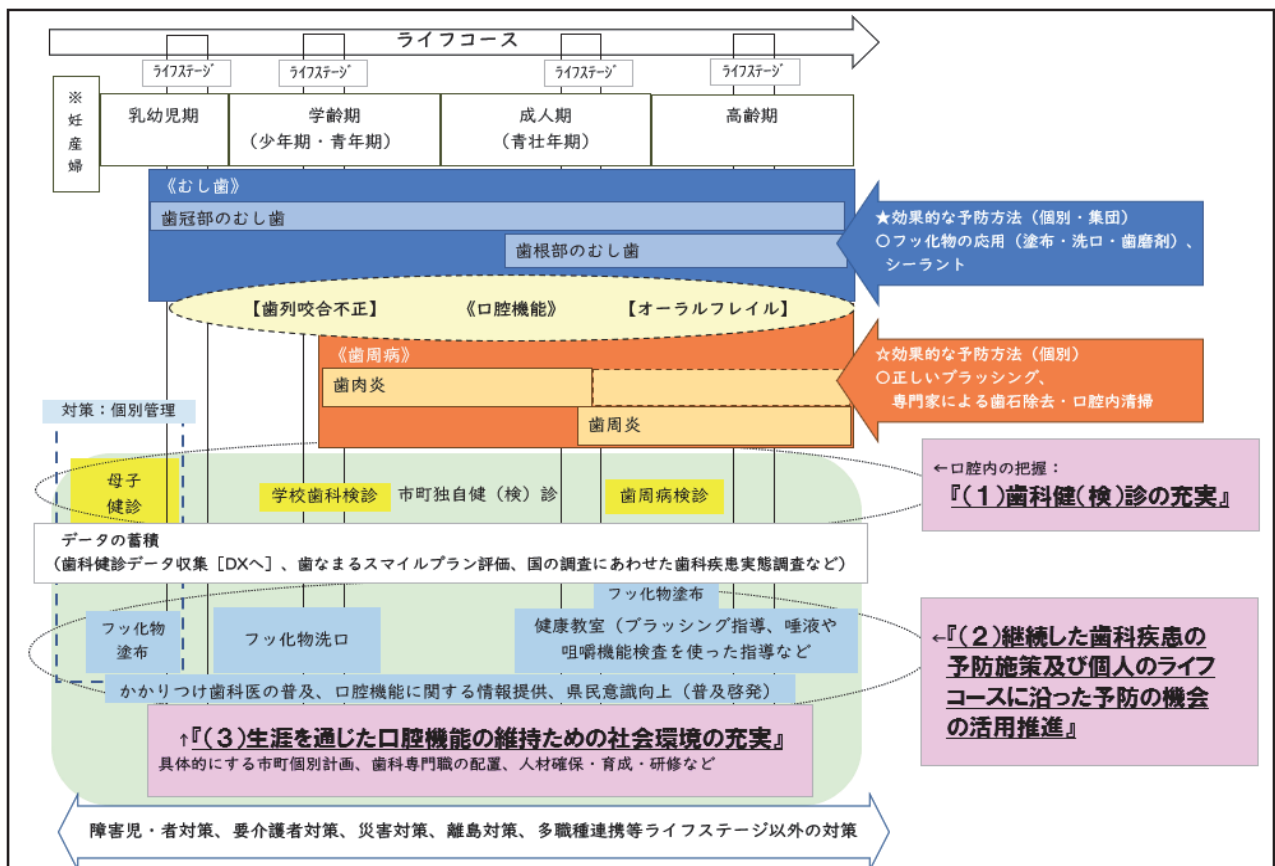 ライフコース
ﾗｲﾌｽﾃｰｼﾞ
ﾗｲﾌｽﾃｰｼﾞ
ﾗｲﾌｽﾃｰｼﾞ
ﾗｲﾌｽﾃｰｼﾞ
※妊産婦
乳幼児期
学齢期
（少年期・青年期）
成人期
（青壮年期）
高齢期
《むし歯》
歯冠部のむし歯
歯根部のむし歯
★効果的な予防方法（個別・集団）
○フッ化物の応用（塗布・洗口・歯磨剤）、
シーラント
【歯列咬合不正】
《口腔機能》
【オーラルフレイル】
《歯周病》
歯肉炎
歯周炎
☆効果的な予防方法（個別）
○正しいブラッシング、
専門家による歯石除去・口腔内清掃
対策：個別管理
母子
健診
学校歯科検診
市町独自健（検）診
歯周病検診
←口腔内の把握：
『(1)歯科健(検)診の充実』
データの蓄積
（歯科健診データ収集［DXへ］、歯なまるスマイルプラン評価、国の調査にあわせた歯科疾患実態調査など）
フッ化物
塗布
フッ化物洗口
フッ化物塗布
健康教室（ブラッシング指導、唾液や
咀嚼機能検査を使った指導など
かかりつけ歯科医の普及、口腔機能に関する情報提供、県民意識向上（普及啓発）
←『(2)継続した歯科疾患の
予防施策及び個人のライフ
コースに沿った予防の機会
の活用推進』
↑『(3)生涯を通じた口腔機能の維持ための社会環境の充実』
具体的にする市町個別計画、歯科専門職の配置、人材確保・育成・研修など
障害児・者対策、要介護者対策、災害対策、離島対策、多職種連携等ライフステージ以外の対策